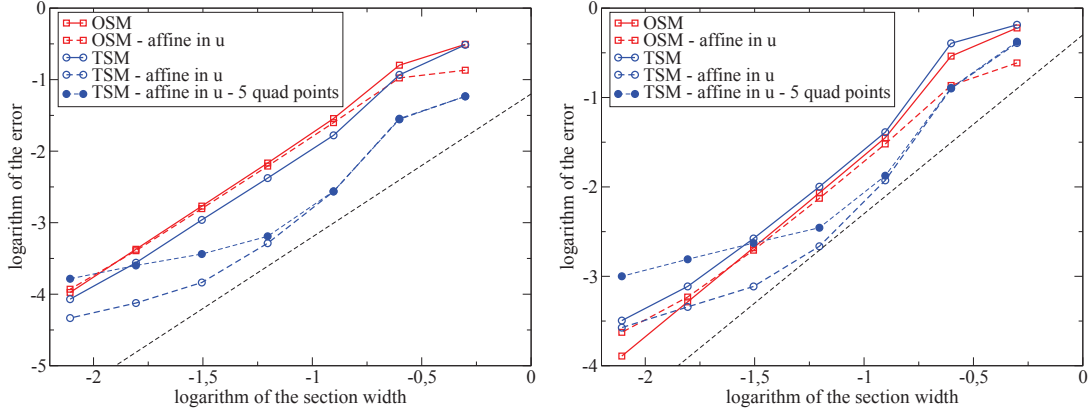 0
-1
-2
-3
-4
-5
logarithm of the error
OSM
OSM - affine in u
TSM
TSM - affine in u
TSM - affine in u - 5 quad points
-2
-1,5
-1
-0,5
0
logarithm of the section width
0
-1
-2
-3
-4
logarithm of the error
OSM
OSM - affine in u
TSM
TSM - affine in u
TSM - affine in u - 5 quad points
-2
-1,5
-1
-0,5
0
logarithm of the section width